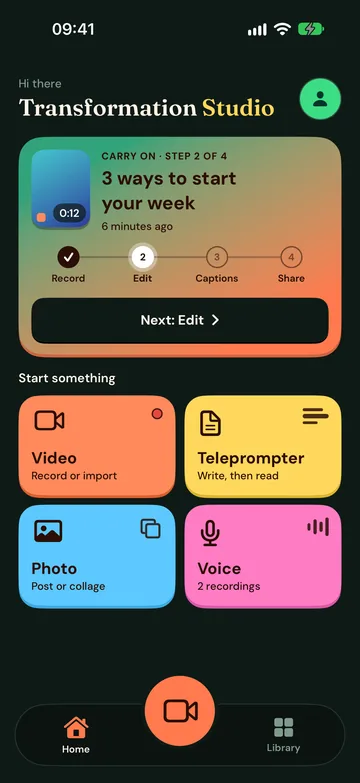 09:41
Hi there
Transformation Studio
CARRY ON · STEP 2 OF 4
3 ways to start
your week
6 minutes ago
0:12
2
3
4
Record
Edit
Captions
Share
Next: Edit
Start something
Video
Record or import
Teleprompter
Write, then read
Photo
Post or collage
Voice
2 recordings
Home
Library